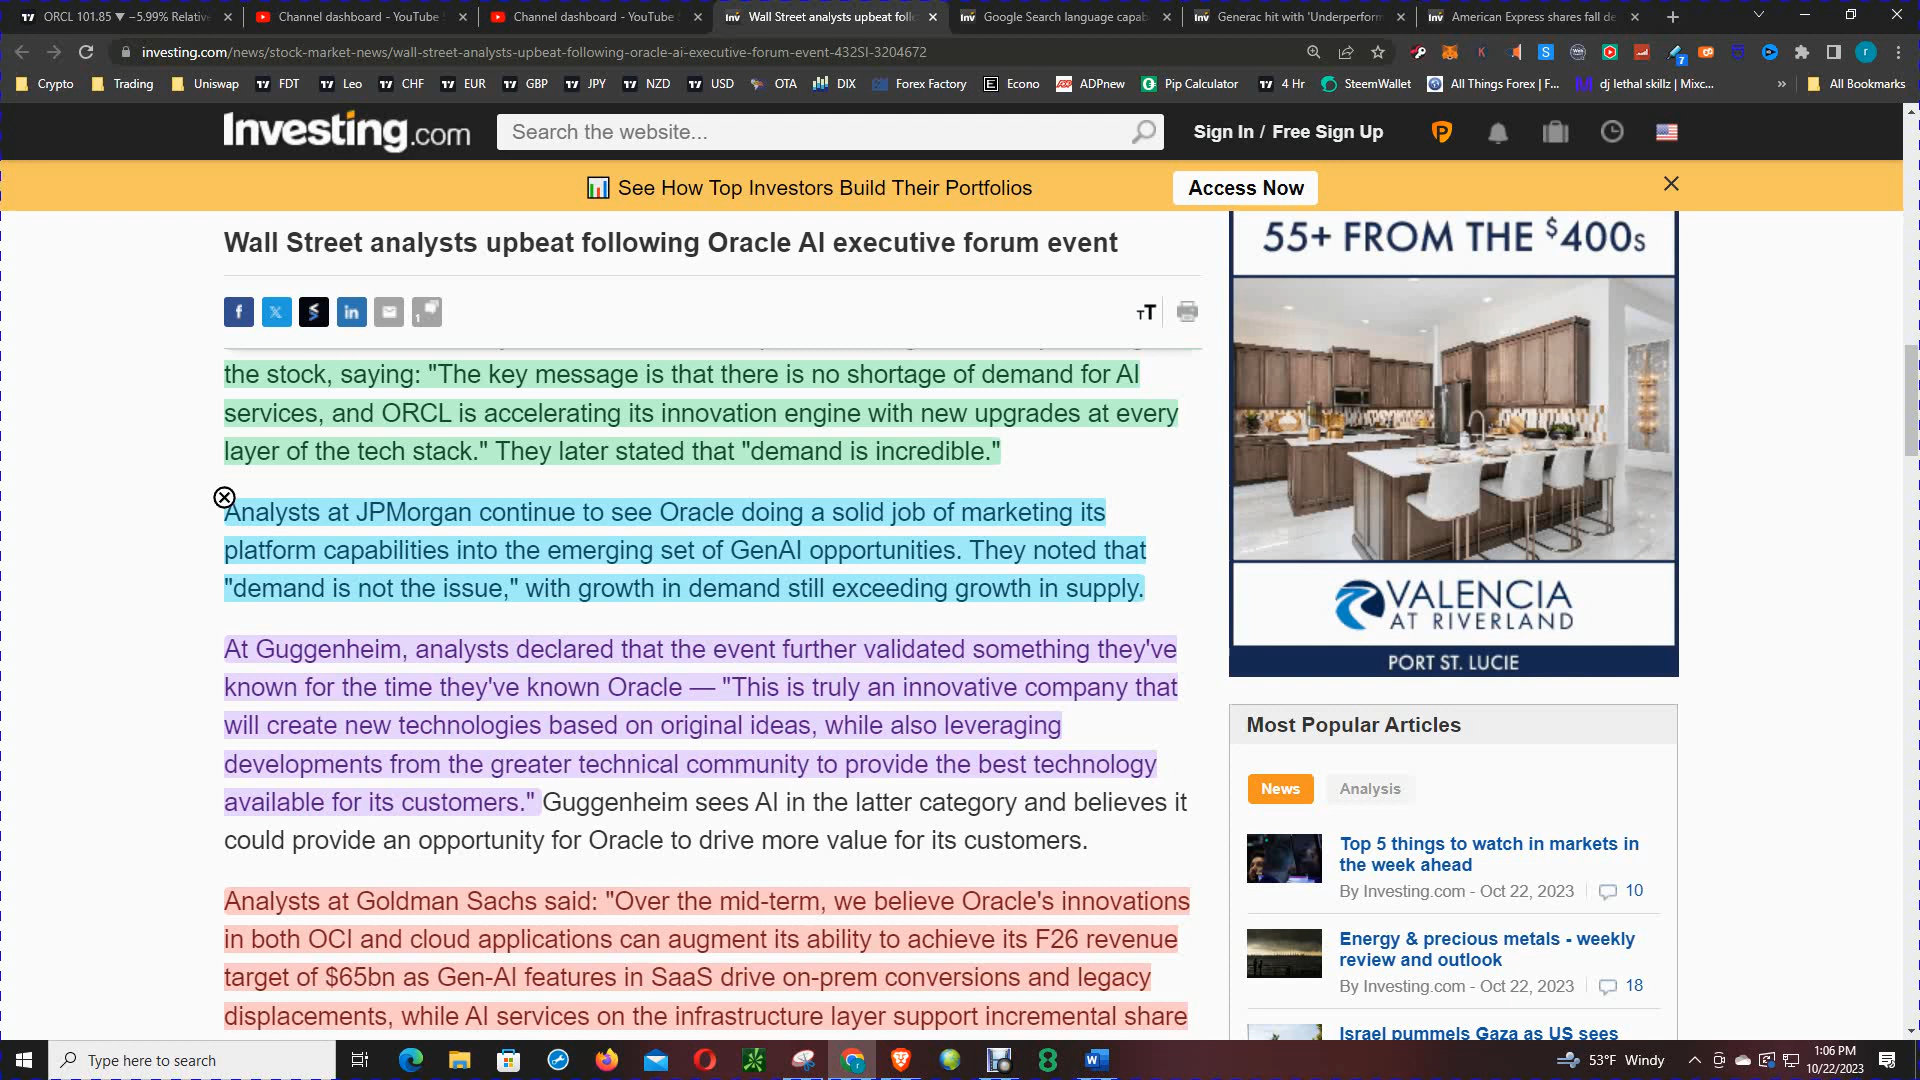 ORCL 101.85 ▼ −5.99% Relative
Channel dashboard - YouTube
Channel dashboard - YouTube
Inv Wall Street analysts upbeat foll
Inv Google Search language capab
Inv Generac hit with 'Underperform
Inv American Express shares fall de
investing.com/news/stock-market-news/wall-street-analysts-upbeat-following-oracle-ai-executive-forum-event-432SI-3204672
Crypto Trading Uniswap FDT Leo CHF EUR GBP JPY NZD USD OTA DIX Forex Factory Econo ADPnew Pip Calculator 4 Hr SteemWallet All Things Forex | F... dj lethal skillz | Mixc... » All Bookmarks
Investing.com
Search the website...
Sign In / Free Sign Up
See How Top Investors Build Their Portfolios
Access Now
Wall Street analysts upbeat following Oracle AI executive forum event
1
TT
the stock, saying: "The key message is that there is no shortage of demand for AI
services, and ORCL is accelerating its innovation engine with new upgrades at every
layer of the tech stack." They later stated that "demand is incredible."
Analysts at JPMorgan continue to see Oracle doing a solid job of marketing its
platform capabilities into the emerging set of GenAI opportunities. They noted that
"demand is not the issue," with growth in demand still exceeding growth in supply.
At Guggenheim, analysts declared that the event further validated something they've
known for the time they've known Oracle — "This is truly an innovative company that
will create new technologies based on original ideas, while also leveraging
developments from the greater technical community to provide the best technology
available for its customers." Guggenheim sees AI in the latter category and believes it
could provide an opportunity for Oracle to drive more value for its customers.
Analysts at Goldman Sachs said: "Over the mid-term, we believe Oracle's innovations
in both OCI and cloud applications can augment its ability to achieve its F26 revenue
target of $65bn as Gen-AI features in SaaS drive on-prem conversions and legacy
displacements, while AI services on the infrastructure layer support incremental share
55+ FROM THE $400s
VALENCIA
AT RIVERLAND
PORT ST. LUCIE
Most Popular Articles
News
Analysis
Top 5 things to watch in markets in
the week ahead
By Investing.com - Oct 22, 2023
10
Energy & precious metals - weekly
review and outlook
By Investing.com - Oct 22, 2023
18
Israel pummels Gaza as US sees
Type here to search
53°F Windy
1:06 PM
10/22/2023